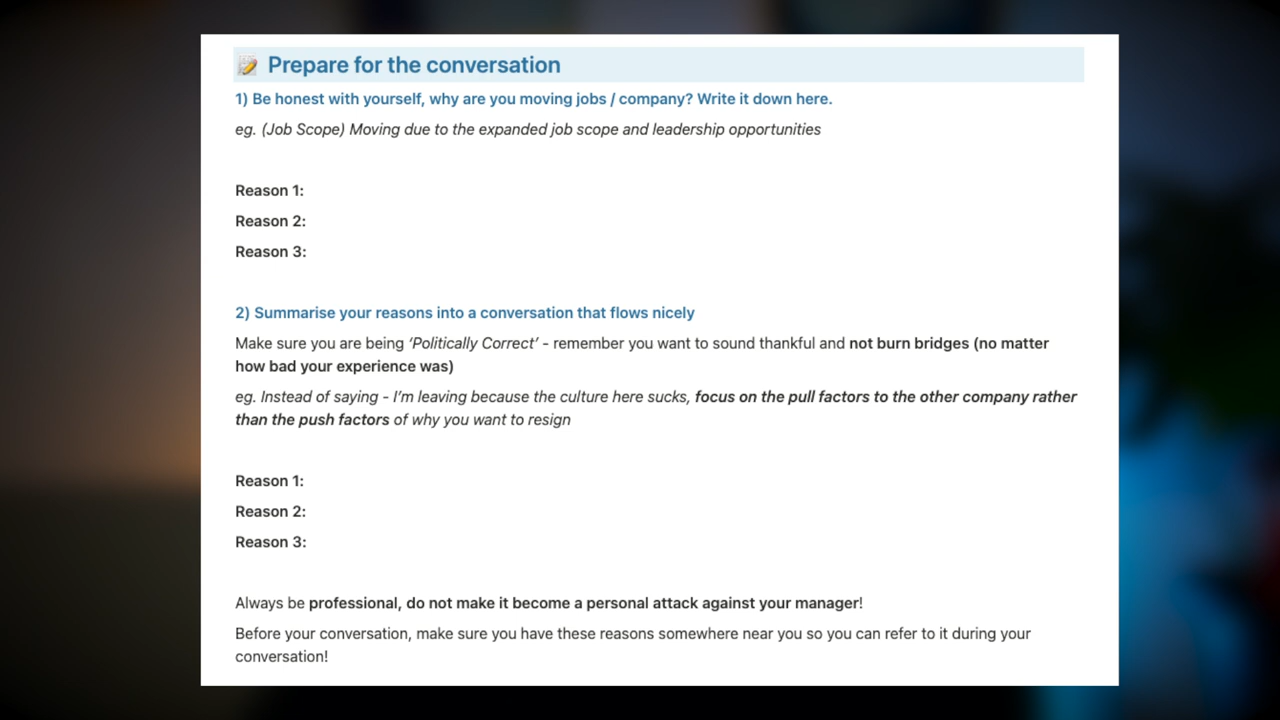 Prepare for the conversation
1) Be honest with yourself, why are you moving jobs / company? Write it down here.
eg. (Job Scope) Moving due to the expanded job scope and leadership opportunities
Reason 1:
Reason 2:
Reason 3:
2) Summarise your reasons into a conversation that flows nicely
Make sure you are being ‘Politically Correct’ - remember you want to sound thankful and not burn bridges (no matter
how bad your experience was)
eg. Instead of saying - I’m leaving because the culture here sucks, focus on the pull factors to the other company rather
than the push factors of why you want to resign
Reason 1:
Reason 2:
Reason 3:
Always be professional, do not make it become a personal attack against your manager!
Before your conversation, make sure you have these reasons somewhere near you so you can refer to it during your
conversation!